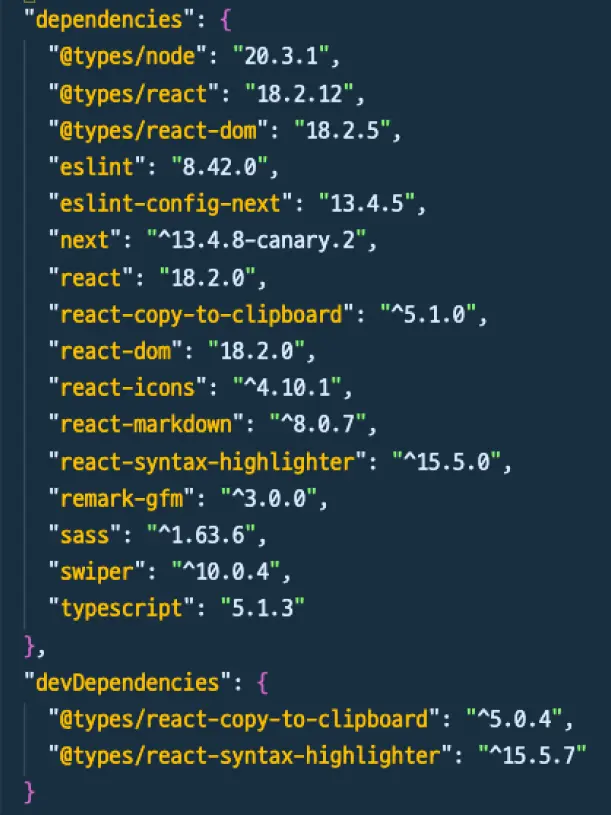 "dependencies": {
"@types/node": "20.3.1",
"@types/react": "18.2.12",
"@types/react-dom": "18.2.5",
"eslint": "8.42.0",
"eslint-config-next": "13.4.5",
"next": "^13.4.8-canary.2",
"react": "18.2.0",
"react-copy-to-clipboard": "^5.1.0",
"react-dom": "18.2.0",
"react-icons": "^4.10.1",
"react-markdown": "^8.0.7",
"react-syntax-highlighter": "^15.5.0",
"remark-gfm": "^3.0.0",
"sass": "^1.63.6",
"swiper": "^10.0.4",
"typescript": "5.1.3"
},
"devDependencies": {
"@types/react-copy-to-clipboard": "^5.0.4",
"@types/react-syntax-highlighter": "^15.5.7"
}